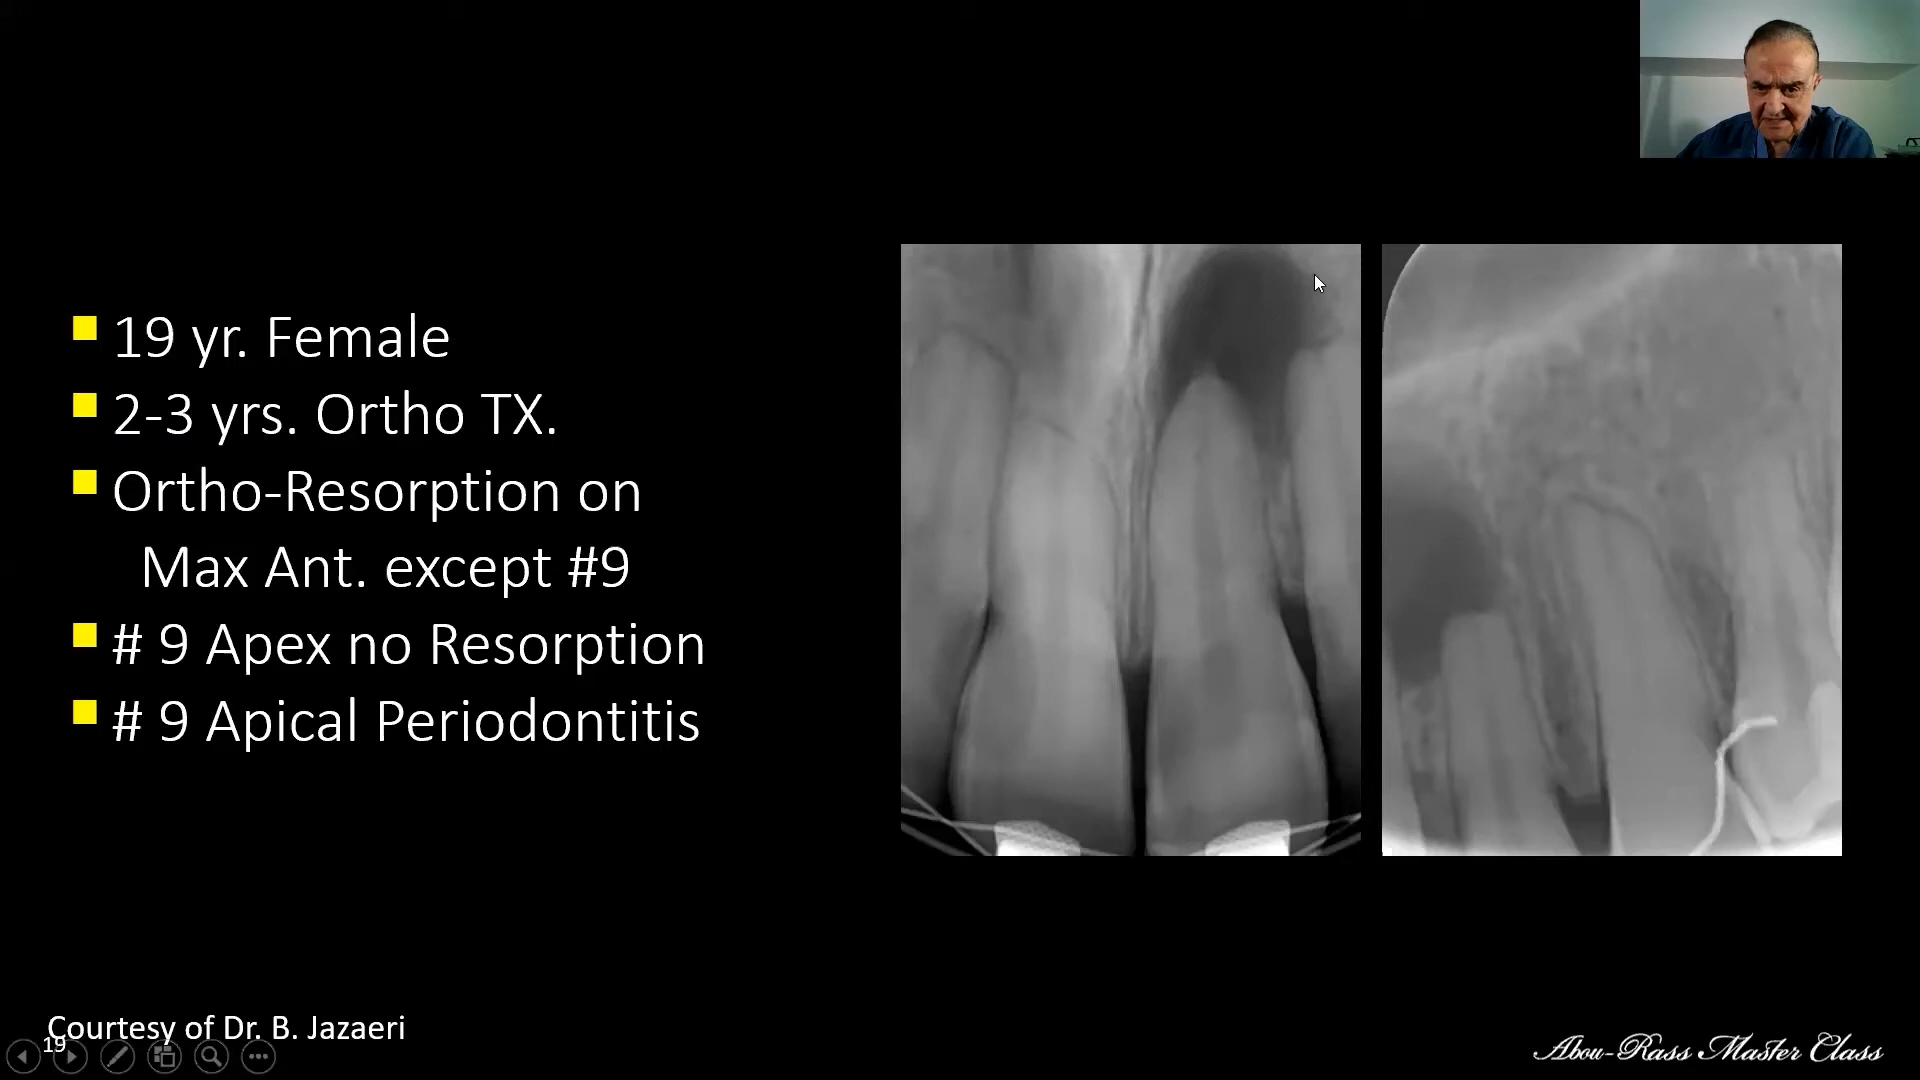 19 yr. Female
2-3 yrs. Ortho TX.
Ortho-Resorption on
Max Ant. except #9
# 9 Apex no Resorption
# 9 Apical Periodontitis
Courtesy of Dr. B. Jazaeri
19
Abou-Rass Master Class